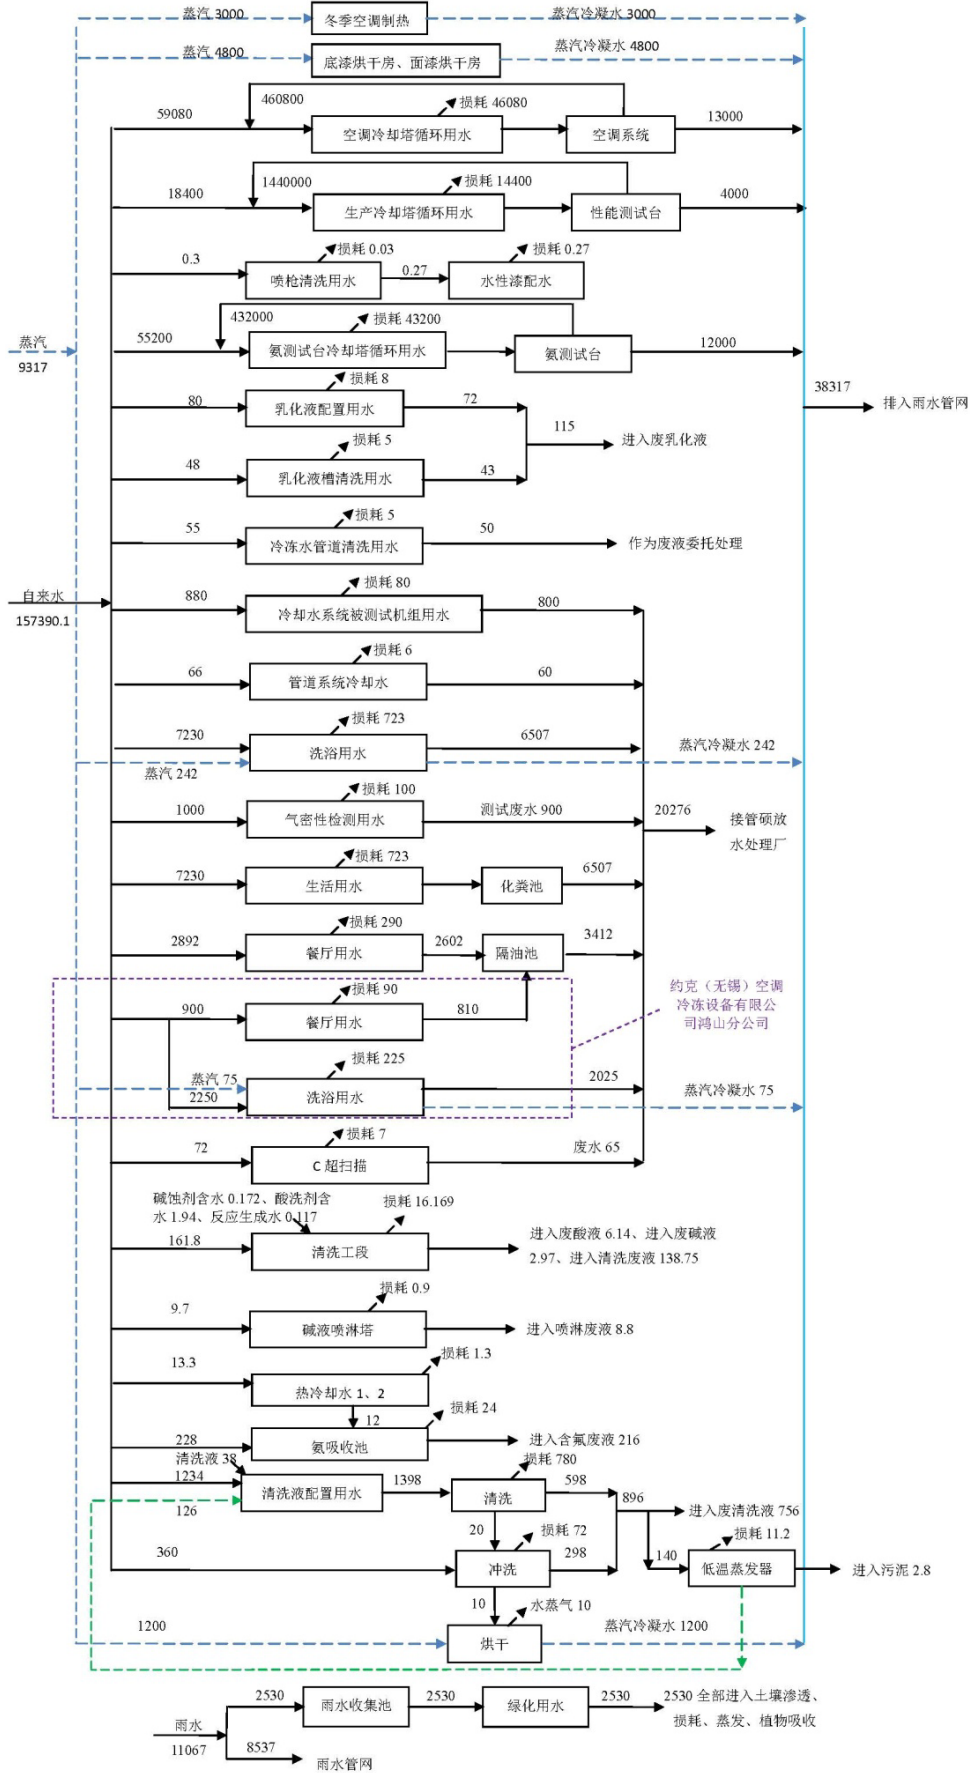 蒸汽 3000
冬季空调制热
蒸汽冷凝水 3000
蒸汽 4800
底漆烘干房、面漆烘干房
蒸汽冷凝水 4800
460800
损耗 46080
59080
空调冷却塔循环用水
空调系统
13000
1440000
损耗 14400
18400
生产冷却塔循环用水
性能测试台
4000
损耗 0.03
损耗 0.27
0.3
喷枪清洗用水
0.27
水性漆配水
432000
损耗 43200
55200
氨测试台冷却塔循环用水
氨测试台
12000
蒸汽
9317
损耗 8
80
乳化液配置用水
72
38317
排入雨水管网
115
进入废乳化液
损耗 5
48
乳化液槽清洗用水
43
损耗 5
55
冷冻水管道清洗用水
50
作为废液委托处理
自来水
157390.1
损耗 80
880
冷却水系统被测试机组用水
800
损耗 6
66
管道系统冷却水
60
损耗 723
7230
洗浴用水
6507
蒸汽冷凝水 242
蒸汽 242
损耗 100
1000
气密性检测用水
测试废水 900
20276
接管硕放
水处理厂
损耗 723
7230
生活用水
化粪池
6507
损耗 290
2892
餐厅用水
2602
隔油池
3412
损耗 90
900
餐厅用水
810
约克（无锡）空调
冷冻设备有限公
司鸿山分公司
损耗 225
蒸汽 75
2250
洗浴用水
2025
蒸汽冷凝水 75
损耗 7
72
C 超扫描
废水 65
碱蚀剂含水 0.172、酸洗剂含
水 1.94、反应生成水 0.117
损耗 16.169
161.8
清洗工段
进入废酸液 6.14、进入废碱液
2.97、进入清洗废液 138.75
损耗 0.9
9.7
碱液喷淋塔
进入喷淋废液 8.8
损耗 1.3
13.3
热冷却水 1、2
12
损耗 24
228
氨吸收池
进入含氟废液 216
清洗液 38
1234
清洗液配置用水
126
1398
损耗 780
清洗
598
896
进入废清洗液 756
20
损耗 72
360
冲洗
298
损耗 11.2
140
低温蒸发器
进入污泥 2.8
10
水蒸气 10
1200
烘干
蒸汽冷凝水 1200
雨水
11067
2530
雨水收集池
2530
绿化用水
2530
2530 全部进入土壤渗透、
损耗、蒸发、植物吸收
8537
雨水管网